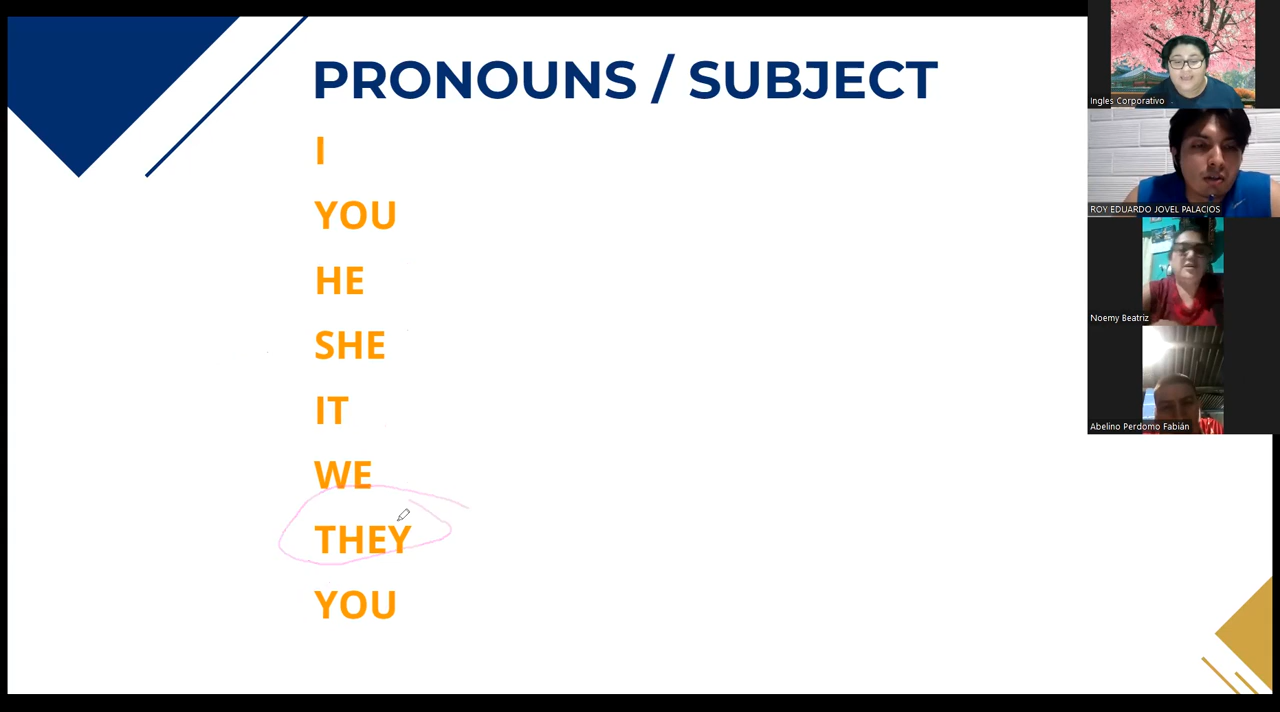 PRONOUNS / SUBJECT
I
YOU
HE
SHE
IT
WE
THEY
YOU
Ingles Corporativo
ROY EDUARDO JOVEL PALACIOS
Noemy Beatriz
Abelino Perdomo Fabián